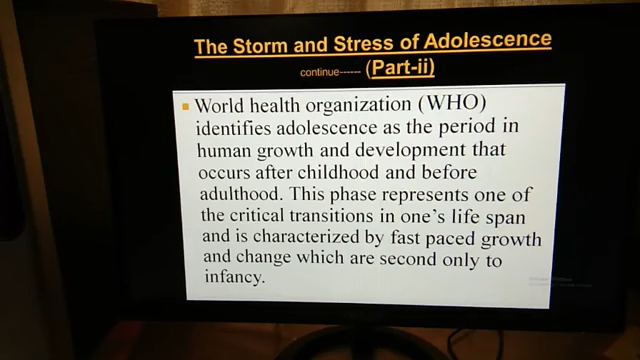 The Storm and Stress of Adolescence
continue------ (Part-ii)
World health organization (WHO)
identifies adolescence as the period in
human growth and development that
occurs after childhood and before
adulthood. This phase represents one of
the critical transitions in one’s life span
and is characterized by fast paced growth
and change which are second only to
infancy.